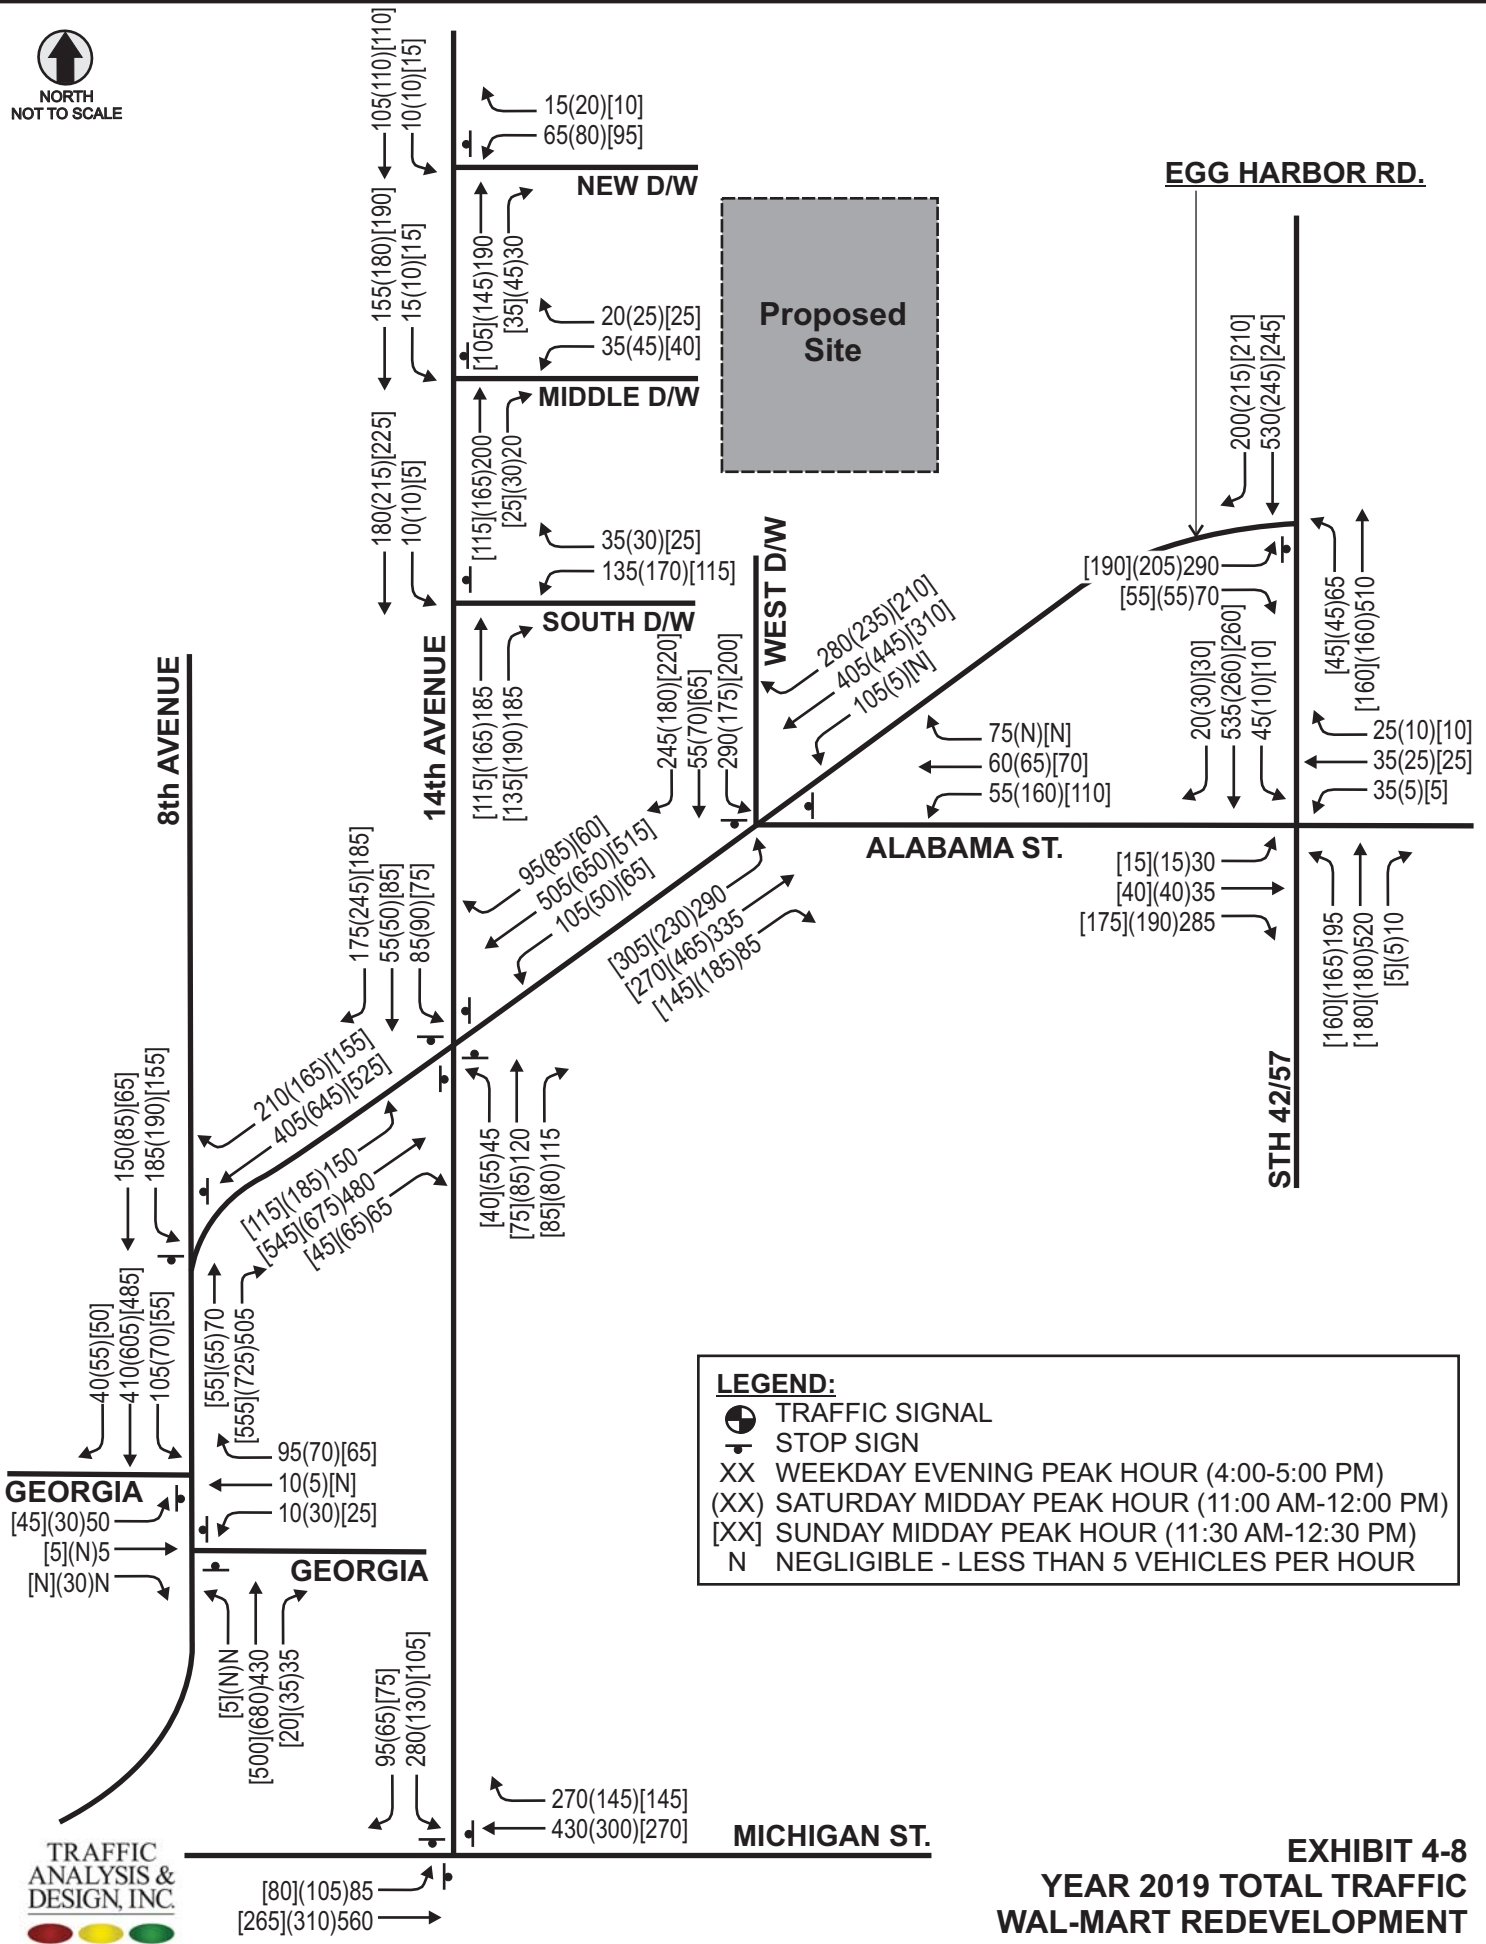 NORTH
NOT TO SCALE
105(110)[110]
10(10)[15]
15(20)[10]
65(80)[95]
NEW D/W
EGG HARBOR RD.
155(180)[190]
15(10)[15]
[105](145)190
[35](45)30
20(25)[25]
35(45)[40]
MIDDLE D/W
Proposed
Site
180(215)[225]
10(10)[5]
[115](165)200
[25](30)20
35(30)[25]
135(170)[115]
SOUTH D/W
200(215)[210]
530(245)[245]
[190](205)290
[55](55)70
[45](45)65
[160](160)510
8th AVENUE
14th AVENUE
[115](165)185
[135](190)185
245(180)[220]
55(70)[65]
290(175)[200]
WEST D/W
280(235)[210]
405(445)[310]
105(5)[N]
75(N)[N]
60(65)[70]
55(160)[110]
20(30)[30]
535(260)[260]
45(10)[10]
25(10)[10]
35(25)[25]
35(5)[5]
ALABAMA ST.
[15](15)30
[40](40)35
[175](190)285
[160](165)195
[180](180)520
[5](5)10
175(245)[185]
55(50)[85]
85(90)[75]
95(85)[60]
505(650)[515]
105(50)[65]
[305](230)290
[270](465)335
[145](185)85
STH 42/57
150(85)[65]
185(190)[155]
210(165)[155]
405(645)[525]
[115](185)150
[545](675)480
[45](65)65
[40](55)45
[75](85)120
[85](80)115
40(55)[50]
410(605)[485]
105(70)[55]
[55](55)70
[555](725)505
95(70)[65]
10(5)[N]
10(30)[25]
GEORGIA
[45](30)50
[5](N)5
[N](30)N
GEORGIA
[5](N)N
[500](680)430
[20](35)35
LEGEND:
TRAFFIC SIGNAL
STOP SIGN
XX WEEKDAY EVENING PEAK HOUR (4:00-5:00 PM)
(XX) SATURDAY MIDDAY PEAK HOUR (11:00 AM-12:00 PM)
[XX] SUNDAY MIDDAY PEAK HOUR (11:30 AM-12:30 PM)
N NEGLIGIBLE - LESS THAN 5 VEHICLES PER HOUR
95(65)[75]
280(130)[105]
270(145)[145]
430(300)[270]
MICHIGAN ST.
[80](105)85
[265](310)560
TRAFFIC
ANALYSIS &
DESIGN, INC.
EXHIBIT 4-8
YEAR 2019 TOTAL TRAFFIC
WAL-MART REDEVELOPMENT